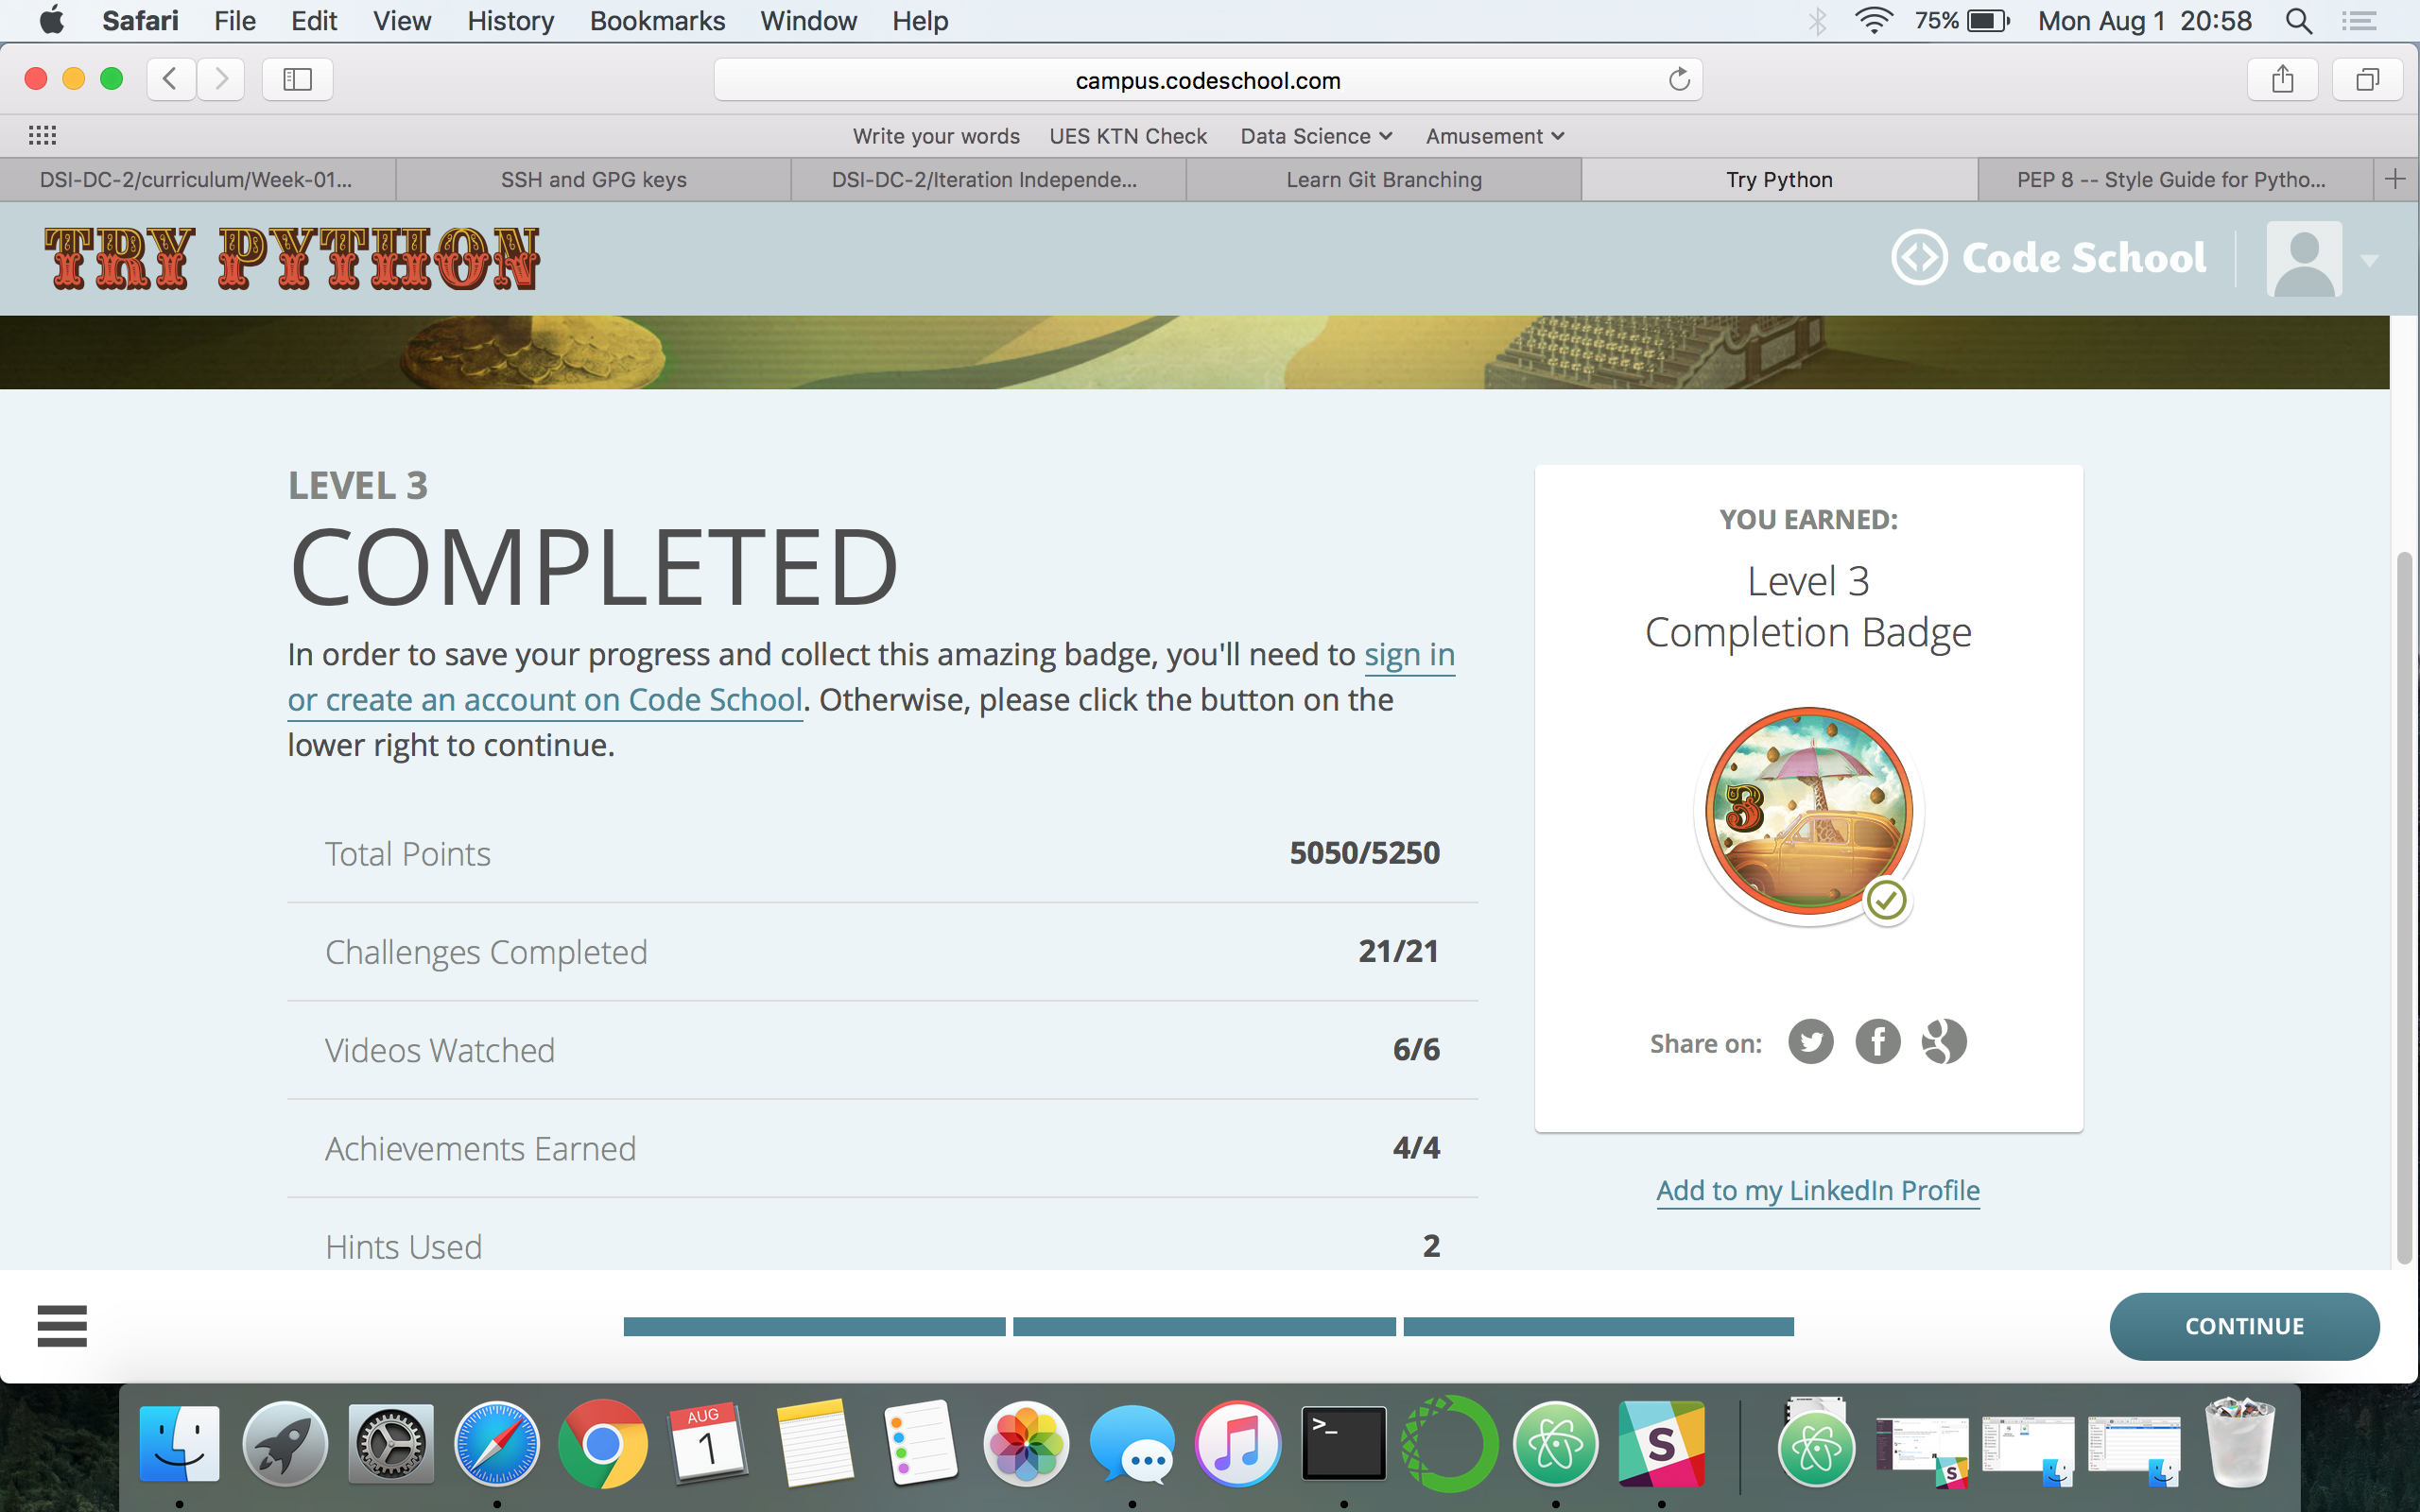 Safari File Edit View History Bookmarks Window Help 75% Mon Aug 1 20:58
campus.codeschool.com
Write your words UES KTN Check Data Science Amusement
DSI-DC-2/curriculum/Week-01... SSH and GPG keys DSI-DC-2/Iteration Independe... Learn Git Branching Try Python PEP 8 -- Style Guide for Pytho...
TRY PYTHON Code School
LEVEL 3
COMPLETED
In order to save your progress and collect this amazing badge, you'll need to sign in
or create an account on Code School. Otherwise, please click the button on the
lower right to continue.
Total Points 5050/5250
Challenges Completed 21/21
Videos Watched 6/6
Achievements Earned 4/4
Hints Used 2
YOU EARNED:
Level 3
Completion Badge
3
Share on:
Add to my LinkedIn Profile
CONTINUE
AUG
1
>_
S
S